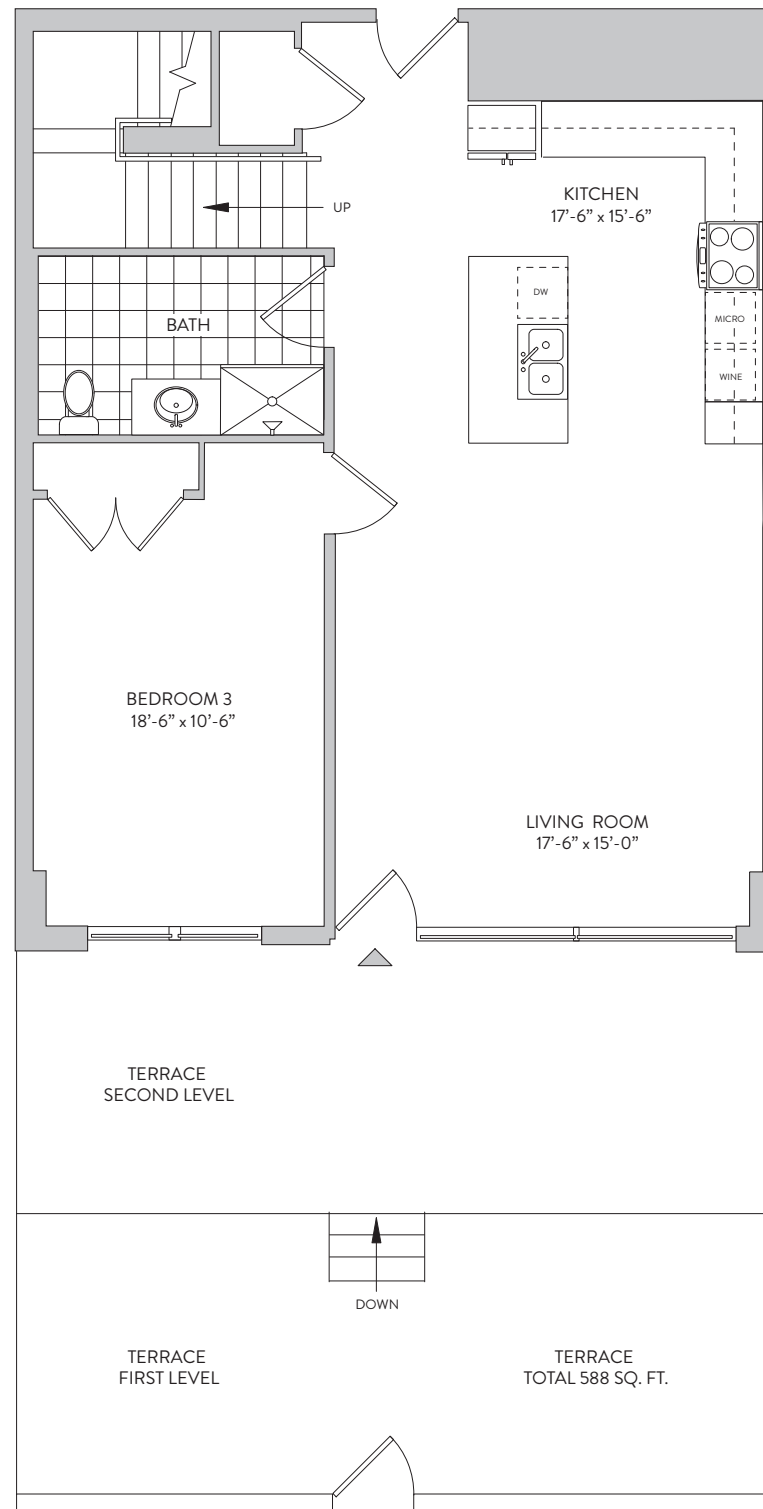 KITCHEN
17’-6” x 15’-6”
UP
DW
BATH
MICRO
WINE
BEDROOM 3
18’-6” x 10’-6”
LIVING ROOM
17’-6” x 15’-0”
TERRACE
SECOND LEVEL
DOWN
TERRACE
FIRST LEVEL
TERRACE
TOTAL 588 SQ. FT.